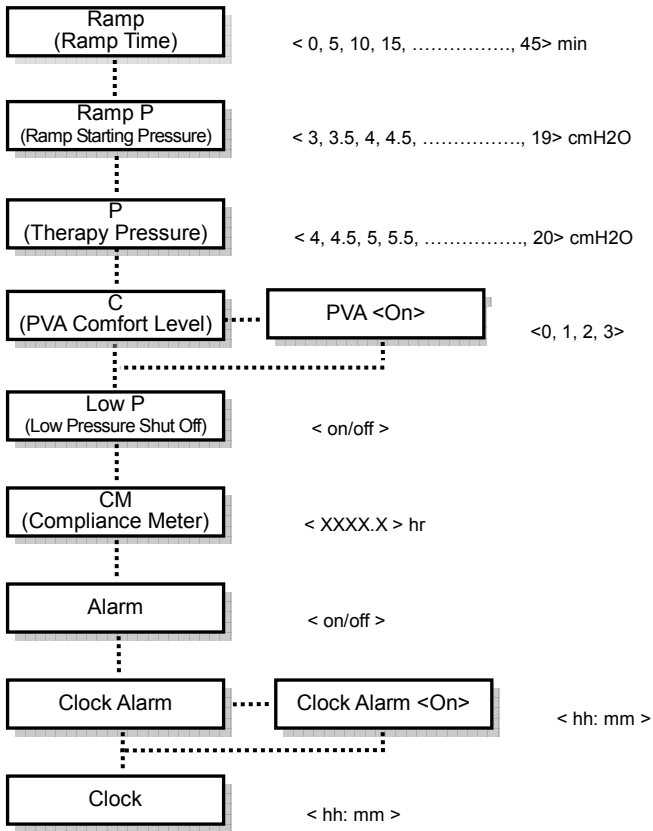 Ramp
(Ramp Time)
< 0, 5, 10, 15, ……………., 45> min
Ramp P
(Ramp Starting Pressure)
< 3, 3.5, 4, 4.5, ……………., 19> cmH2O
P
(Therapy Pressure)
< 4, 4.5, 5, 5.5, ……………., 20> cmH2O
C
(PVA Comfort Level)
PVA <On>
<0, 1, 2, 3>
Low P
(Low Pressure Shut Off)
< on/off >
CM
(Compliance Meter)
< XXXX.X > hr
Alarm
< on/off >
Clock Alarm
Clock Alarm <On>
< hh: mm >
Clock
< hh: mm >